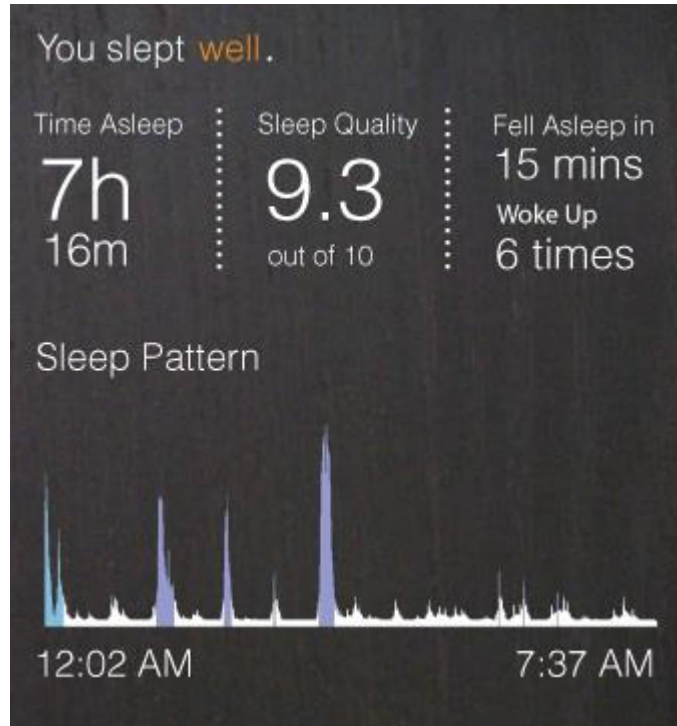 You slept well.
Time Asleep
7h
16m
Sleep Quality
9.3
out of 10
Fell Asleep in
15 mins
Woke Up
6 times
Sleep Pattern
12:02 AM
7:37 AM